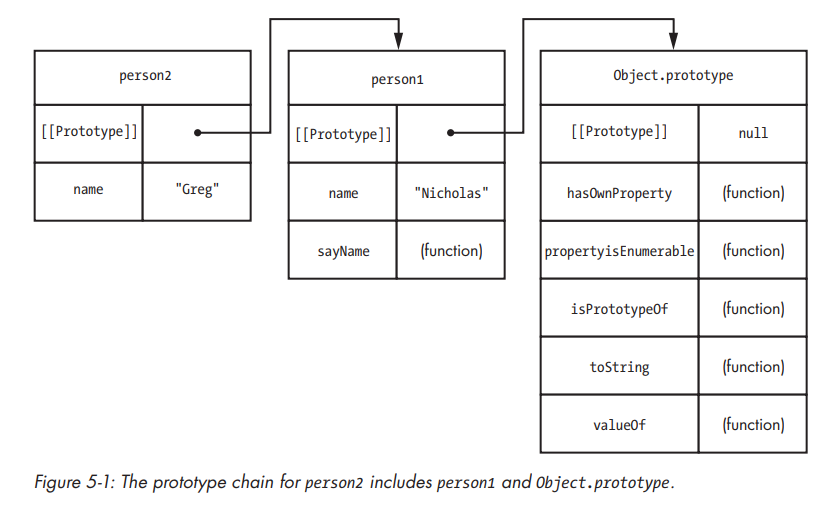 person2
[[Prototype]]
name "Greg"
person1
[[Prototype]]
name "Nicholas"
sayName (function)
Object.prototype
[[Prototype]] null
hasOwnProperty (function)
propertyisEnumerable (function)
isPrototypeOf (function)
toString (function)
valueOf (function)
Figure 5-1: The prototype chain for person2 includes person1 and Object.prototype.